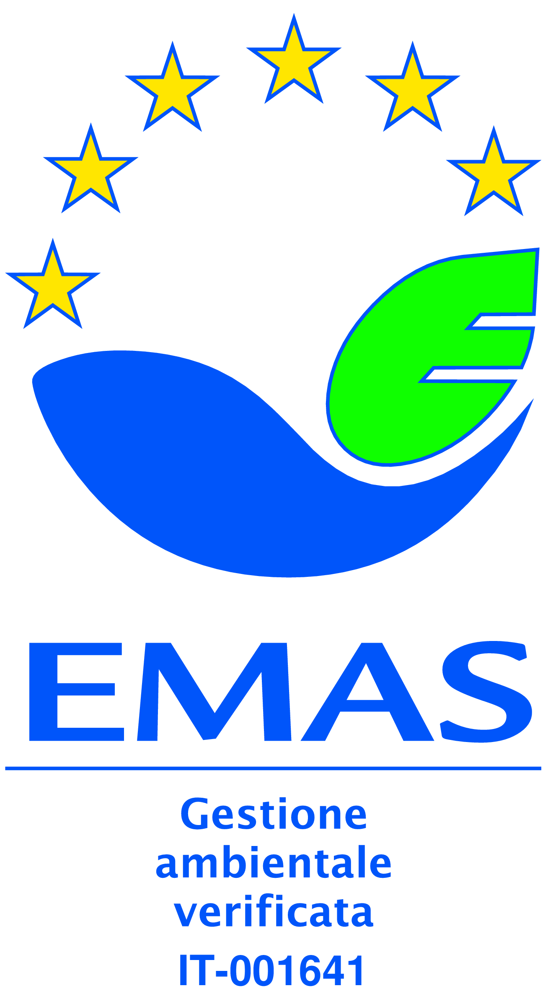 EMAS
Gestione
ambientale
verificata
IT-001641